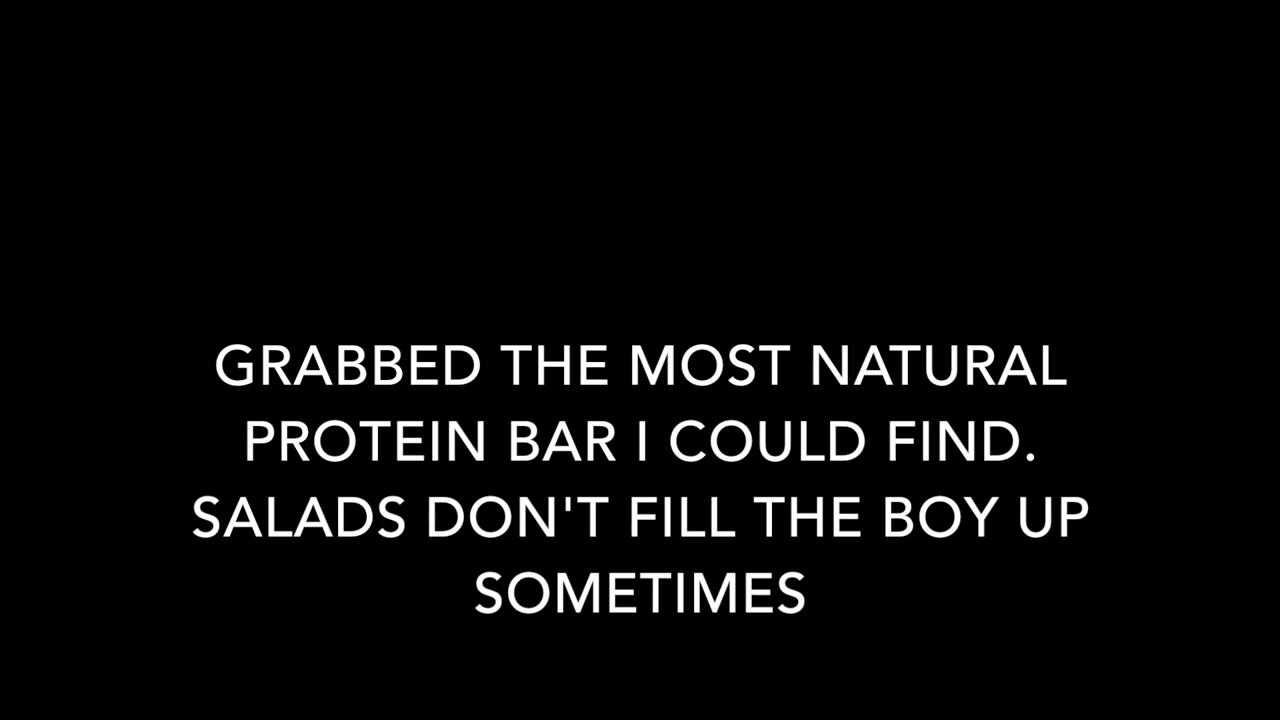 GRABBED THE MOST NATURAL
PROTEIN BAR I COULD FIND.
SALADS DON'T FILL THE BOY UP
SOMETIMES